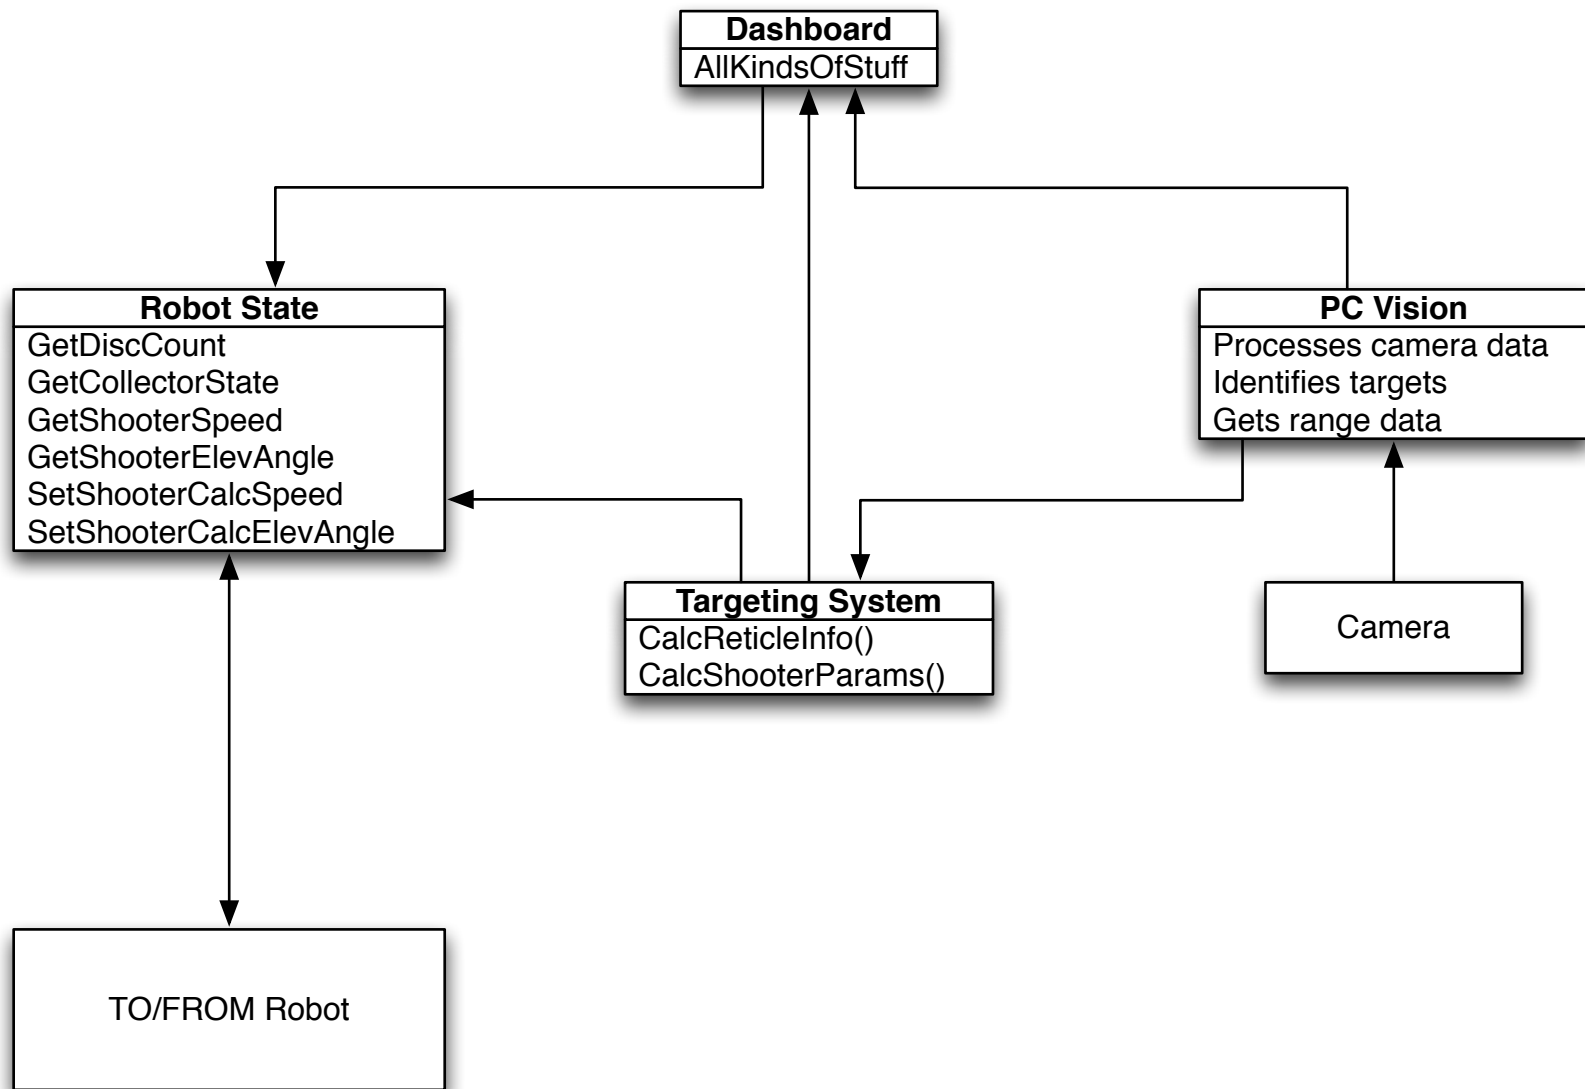 Dashboard
AllKindsOfStuff
Robot State
GetDiscCount
GetCollectorState
GetShooterSpeed
GetShooterElevAngle
SetShooterCalcSpeed
SetShooterCalcElevAngle
PC Vision
Processes camera data
Identifies targets
Gets range data
Targeting System
CalcReticleInfo()
CalcShooterParams()
Camera
TO/FROM Robot